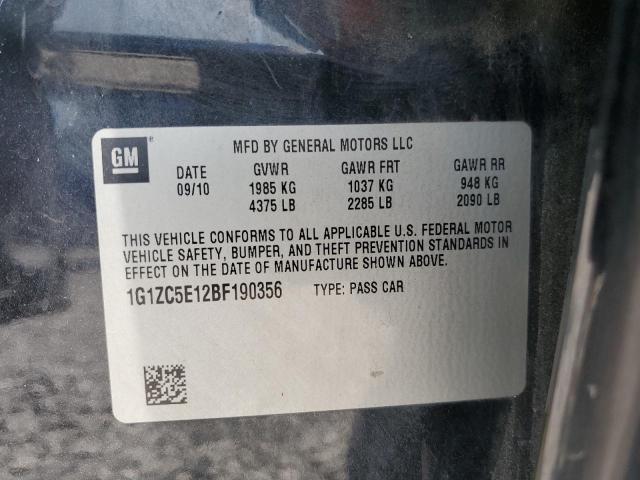 GM
®
MFD BY GENERAL MOTORS LLC
DATE GVWR GAWR FRT GAWR RR
09/10 1985 KG 1037 KG 948 KG
4375 LB 2285 LB 2090 LB
THIS VEHICLE CONFORMS TO ALL APPLICABLE U.S. FEDERAL MOTOR
VEHICLE SAFETY, BUMPER, AND THEFT PREVENTION STANDARDS IN
EFFECT ON THE DATE OF MANUFACTURE SHOWN ABOVE.
1G1ZC5E12BF190356 TYPE: PASS CAR